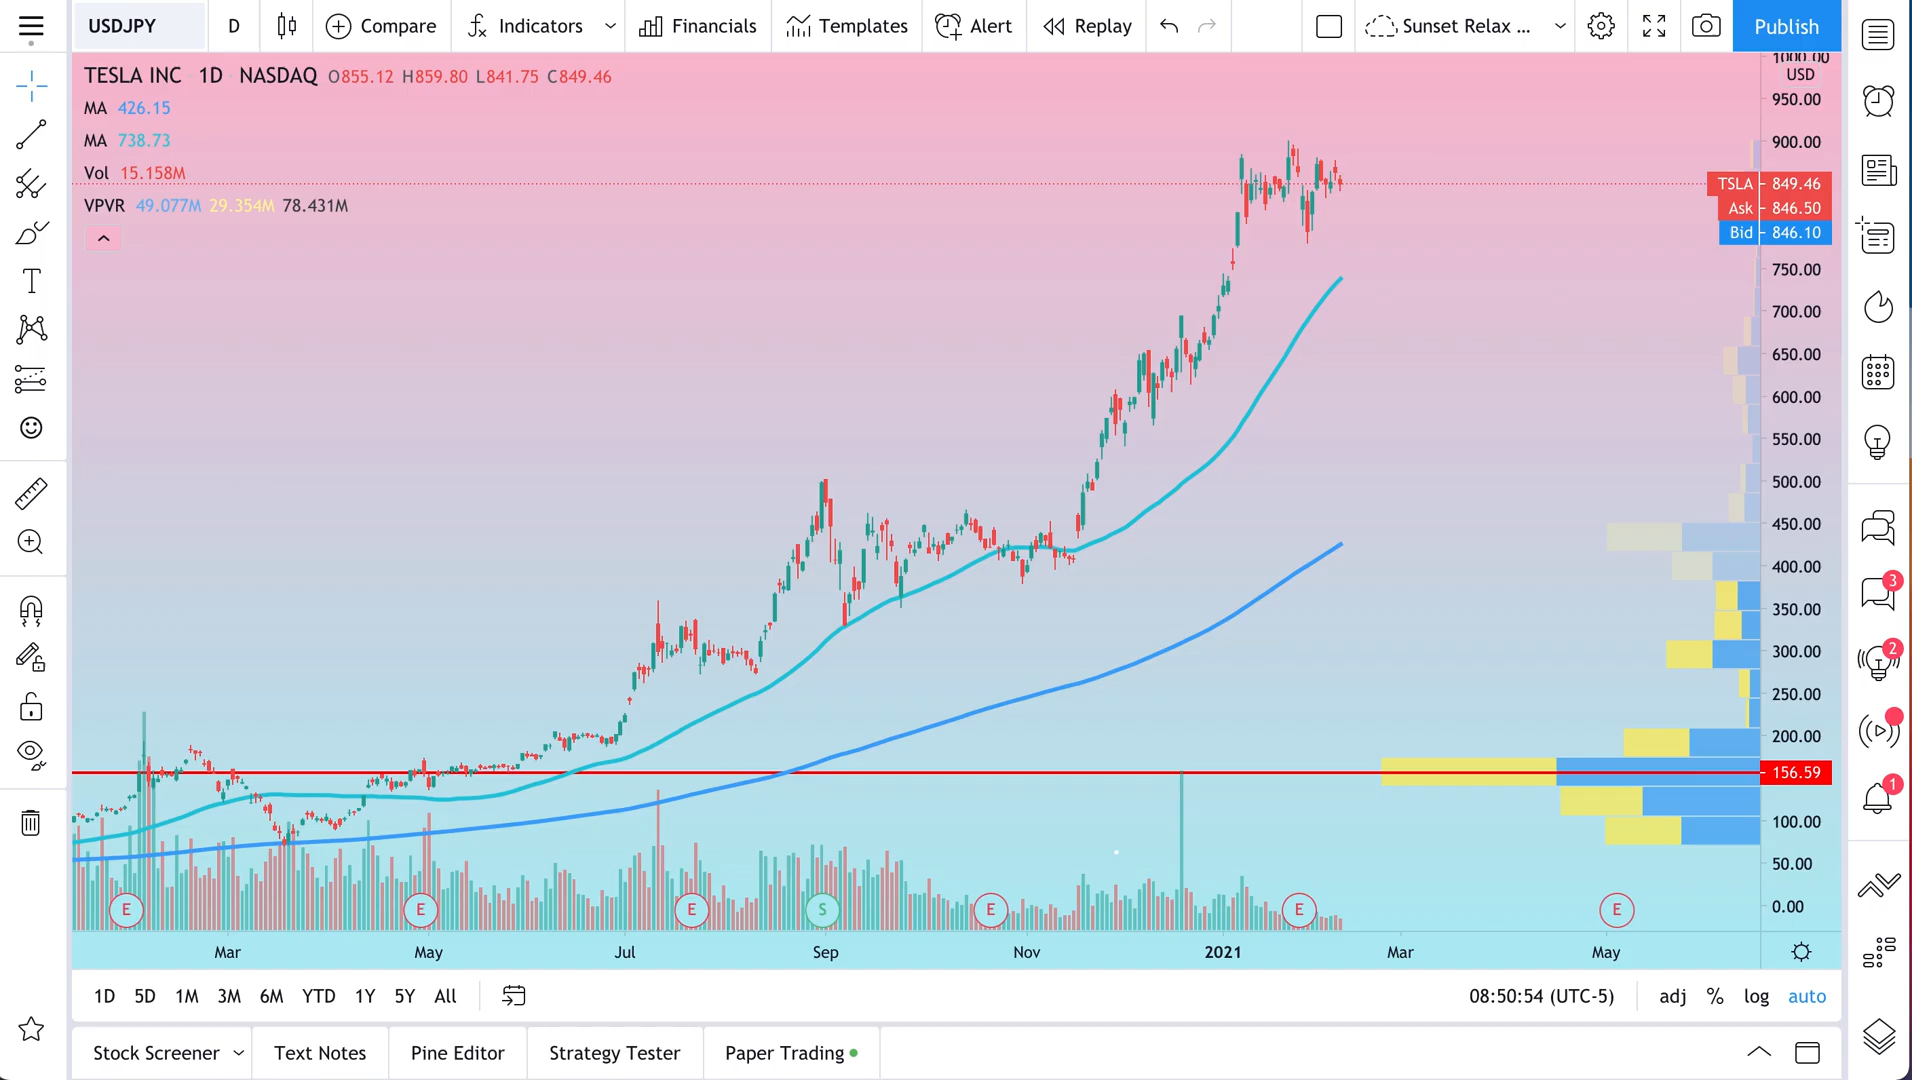 USDJPY D Compare Indicators Financials Templates Alert Replay Sunset Relax ... Publish
TESLA INC 1D NASDAQ O855.12 H859.80 L841.75 C849.46
MA 426.15
MA 738.73
Vol 15.158M
VPVR 49.077M 29.354M 78.431M
1000.00
USD
950.00
900.00
TSLA 849.46
Ask 846.50
Bid 846.10
750.00
700.00
650.00
600.00
550.00
500.00
450.00
400.00
350.00
300.00
250.00
200.00
156.59
100.00
50.00
0.00
3
2
1
E E E S E E E
Mar May Jul Sep Nov 2021 Mar May
1D 5D 1M 3M 6M YTD 1Y 5Y All 08:50:54 (UTC-5) adj % log auto
Stock Screener Text Notes Pine Editor Strategy Tester Paper Trading